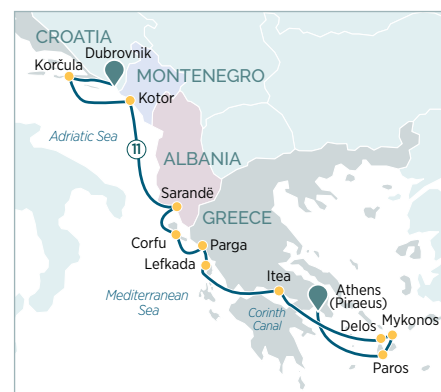 CROATIA
Dubrovnik
Korčula
MONTENEGRO
Kotor
Adriatic Sea
11
ALBANIA
Sarandë
GREECE
Corfu
Parga
Lefkada
Itea
Athens
(Piraeus)
Mediterranean
Sea
Corinth
Canal
Delos
Mykonos
Paros